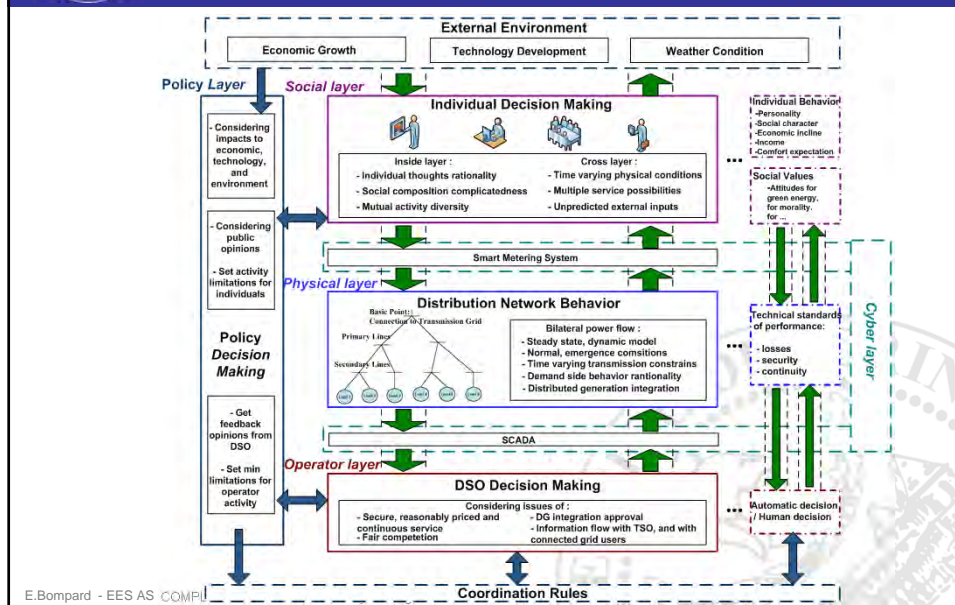 External Environment
Economic Growth
Technology Development
Weather Condition
Policy Layer
Social layer
Individual Decision Making
Inside layer :
- Individual thoughts rationality
- Social composition complicatedness
- Mutual activity diversity
Cross layer :
- Time varying physical conditions
- Multiple service possibilities
- Unpredicted external inputs
...
Individual Behavior
-Personality
-Social character
-Economic incline
-Income
-Comfort expectation
Social Values
-Attitudes for
green energy,
for morality,
for ...
- Considering
impacts to
economic,
technology,
and
environment
- Considering
public
opinions
- Set activity
limitations for
individuals
Policy
Decision
Making
- Get
feedback
opinions from
DSO
- Set min
limitations for
operator
activity
Smart Metering System
Cyber layer
Physical layer
Distribution Network Behavior
Basic Point:
Connection to Transmission Grid
Primary Lines
Secondary Lines
Bilateral power flow :
- Steady state, dynamic model
- Normal, emergence comsitions
- Time varying transmission constrains
- Demand side behavior rantionality
- Distributed generation integration
...
Technical standards
of performance:
- losses
- security
- continuity
SCADA
Operator layer
DSO Decision Making
Considering issues of :
- Secure, reasonably priced and
continuous service
- Fair competetion
- DG integration approval
- Information flow with TSO, and with
connected grid users
...
Automatic decision
/ Human decision
Coordination Rules
E.Bompard - EES AS